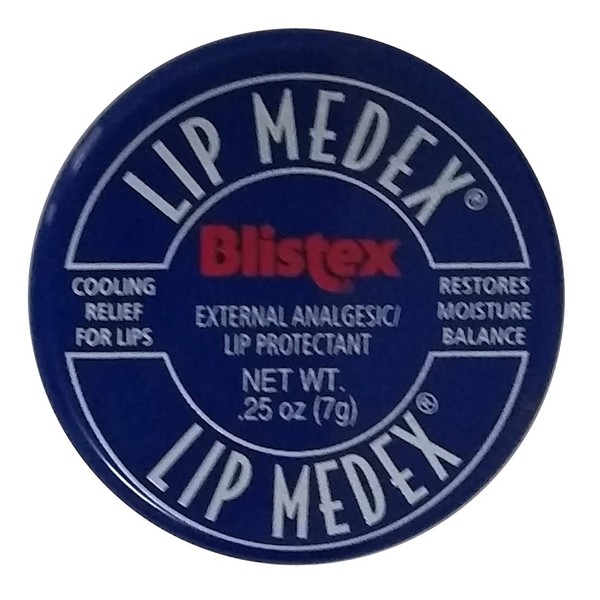 LIP MEDEX®
Blistex®
COOLING
RELIEF
FOR LIPS
EXTERNAL ANALGESIC/
LIP PROTECTANT
NET WT.
.25 oz (7g)
RESTORES
MOISTURE
BALANCE
LIP MEDEX®